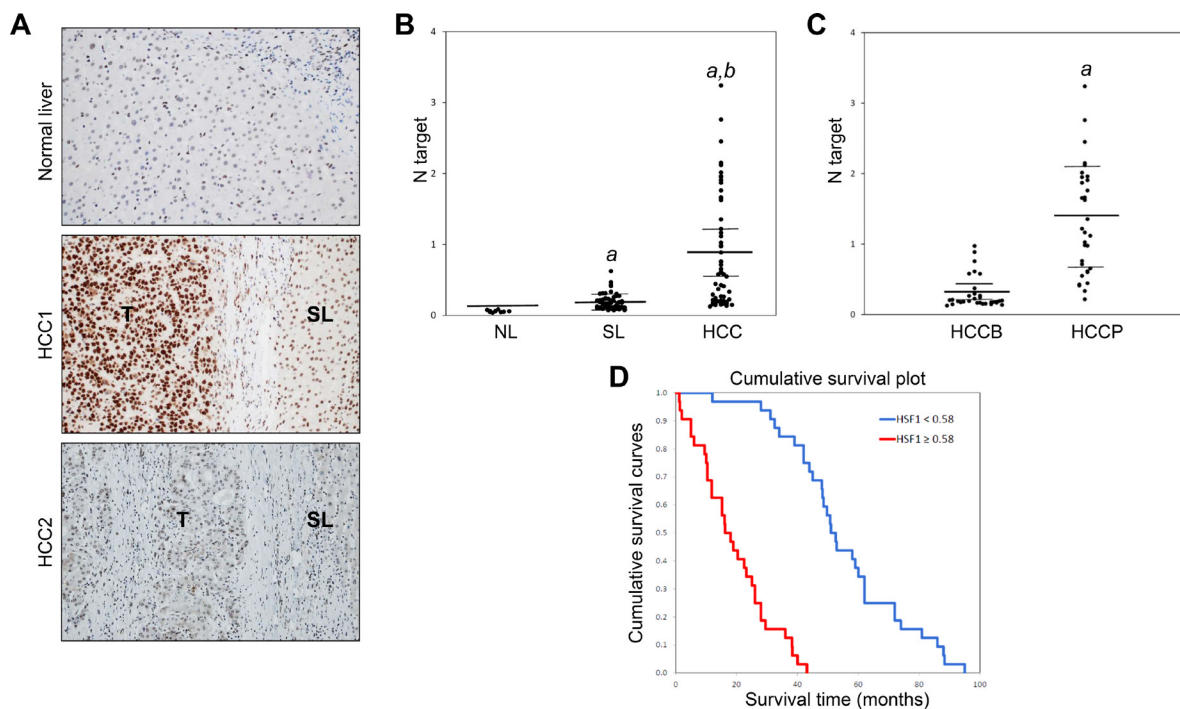 A
Normal liver
HCC1
T
SL
HCC2
T
SL
B
N target
4
3
2
1
0
a
a,b
NL
SL
HCC
C
N target
4
3
2
1
0
a
HCCB
HCCP
D
Cumulative survival plot
Cumulative survival curves
1.0
0.9
0.8
0.7
0.6
0.5
0.4
0.3
0.2
0.1
0.0
HSF1 < 0.58
HSF1 ≥ 0.58
0 20 40 60 80 100
Survival time (months)